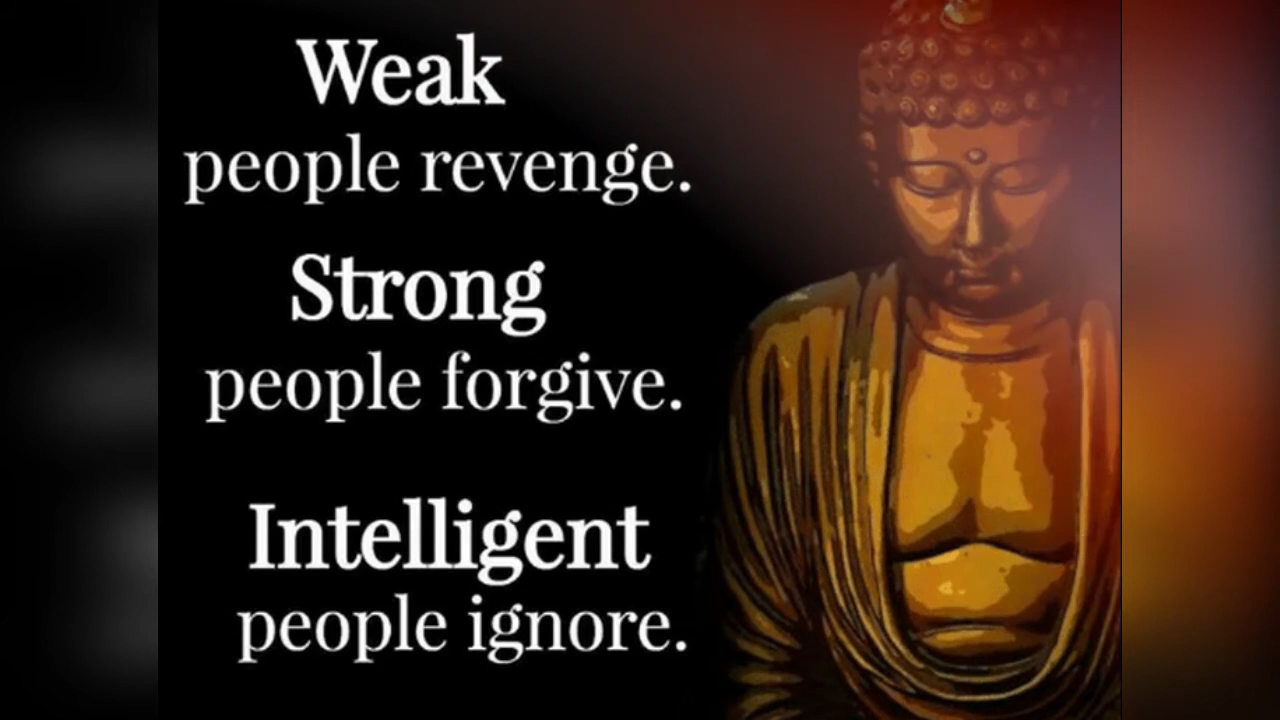 Weak
people revenge.
Strong
people forgive.
Intelligent
people ignore.